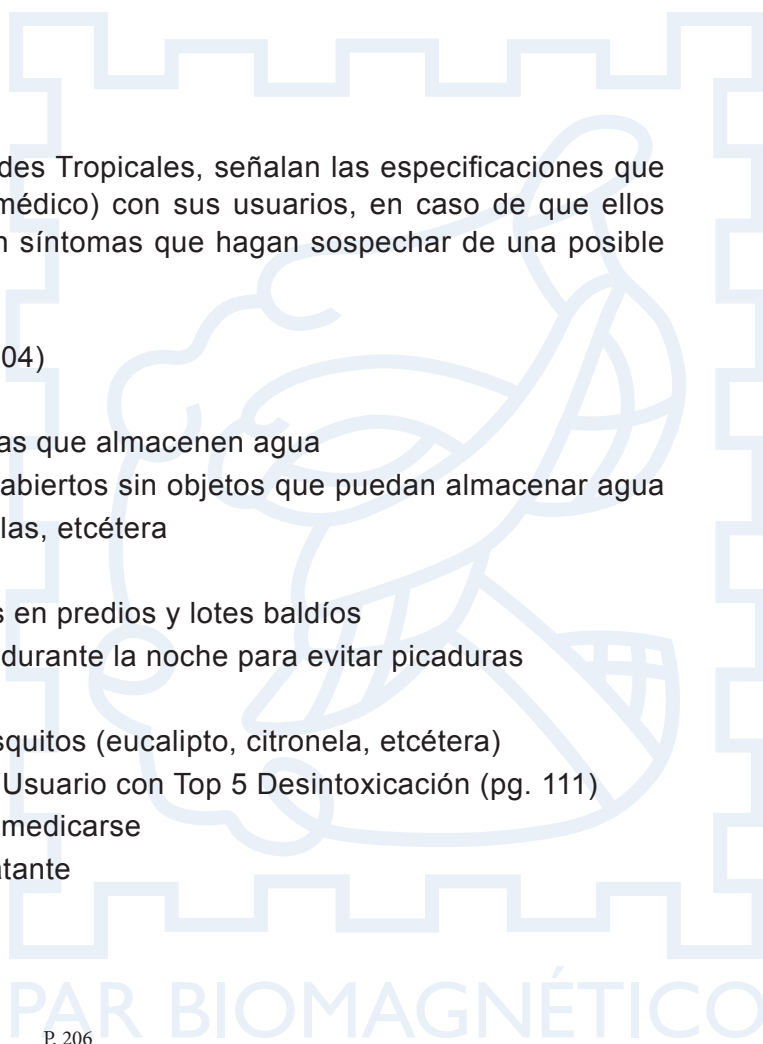 des Tropicales, señalan las especificaciones que
médico) con sus usuarios, en caso de que ellos
n síntomas que hagan sospechar de una posible
04)
as que almacenen agua
abiertos sin objetos que puedan almacenar agua
las, etcétera
s en predios y lotes baldíos
durante la noche para evitar picaduras
squitos (eucalipto, citronela, etcétera)
Usuario con Top 5 Desintoxicación (pg. 111)
medicarse
atante
PAR BIOMAGNÉTICO
P. 206